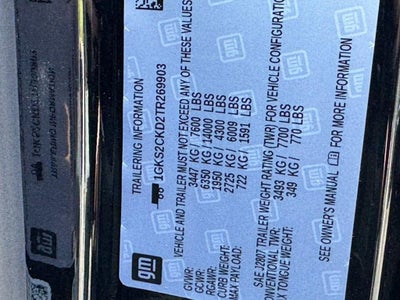 gm
TRAILERING INFORMATION
1GKS2CKD2TR269903
VEHICLE AND TRAILER MUST NOT EXCEED ANY OF THESE VALUES
GVWR: 3447 KG / 7600 LBS
GCWR: 6350 KG / 14000 LBS
RGAWR: 1950 KG / 4300 LBS
CURB WEIGHT: 2725 KG / 6009 LBS
MAX PAYLOAD: 722 KG / 1591 LBS
SAE J2807 TRAILER WEIGHT RATING (TWR) FOR VEHICLE CONFIGURATION
CONVENTIONAL TWR: 3493 KG / 7700 LBS
TONGUE WEIGHT: 349 KG / 770 LBS
SEE OWNER'S MANUAL FOR MORE INFORMATION